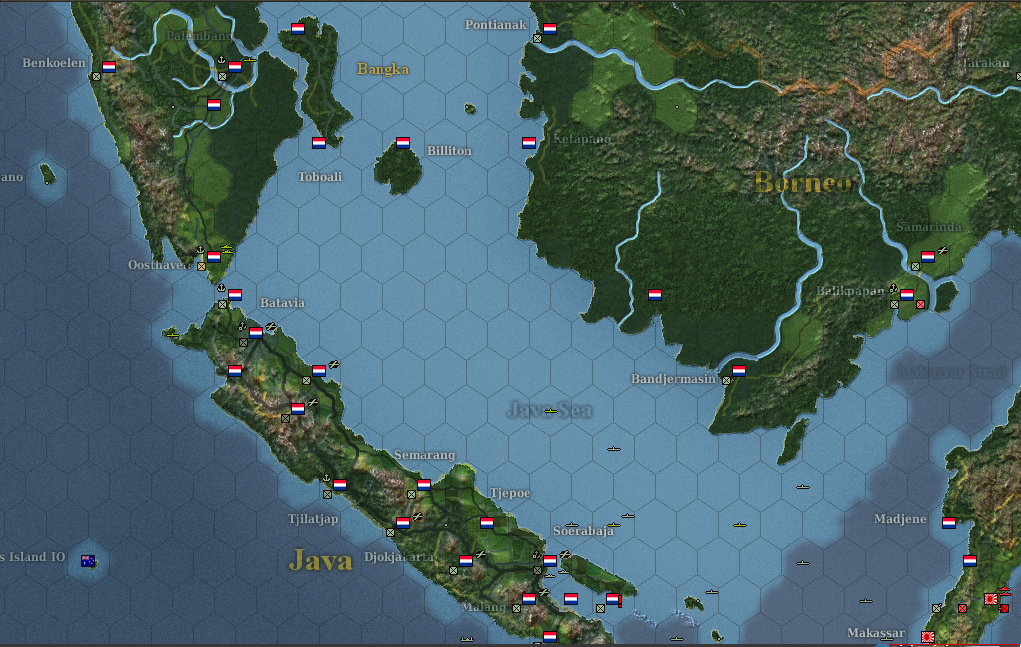 Pontianak
Palembang
Benkoelen
Bangka
Tarakan
Ketapang
Billiton
Toboali
ano
Borneo
Samarinda
Oosthaven
Balikpapan
Batavia
Makassar Strait
Bandjermasin
Java Sea
Semarang
Tjepoe
Tjilatjap
Madjene
Soerabaja
s Island IO
Java
Djokjakarta
Malang
Makassar